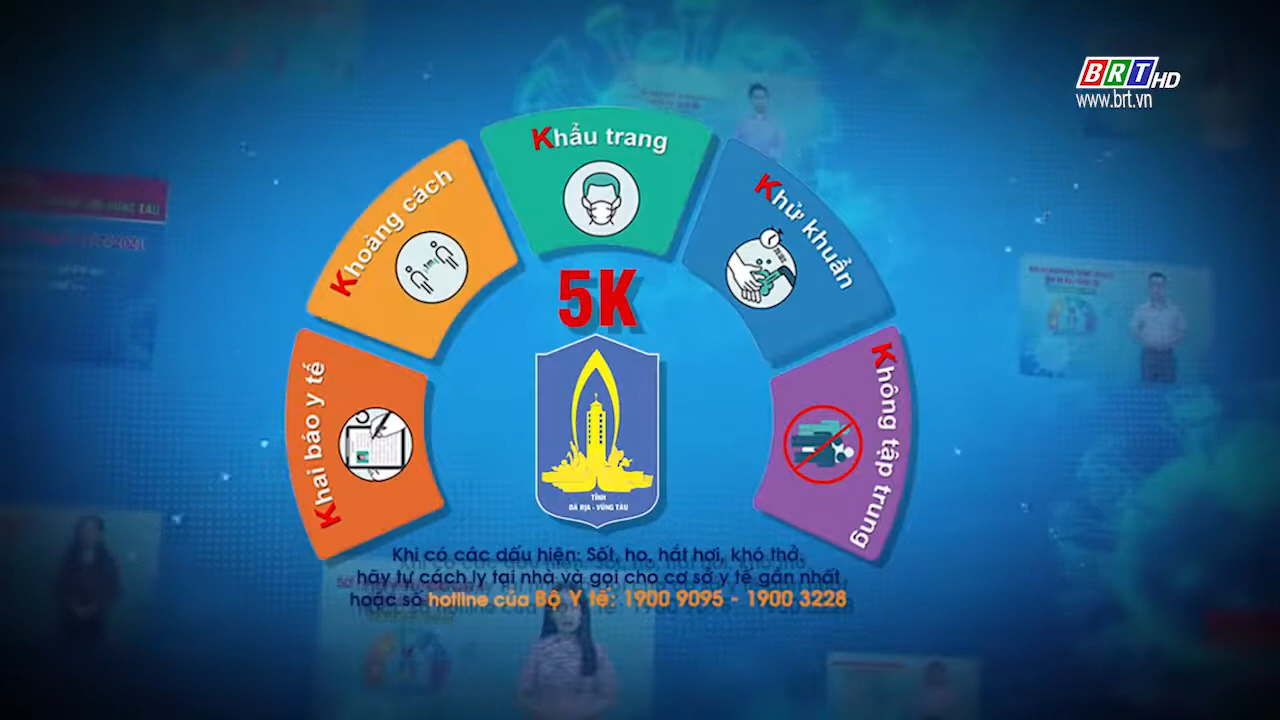 BRT HD
www.brt.vn
Khẩu trang
Khoảng cách
Khử khuẩn
Khai báo y tế
Không tập trung
5K
TỈNH
BÀ RỊA - VŨNG TÀU
Khi có các dấu hiện: Sốt, ho, hắt hơi, khó thở,
hãy tự cách ly tại nhà và gọi cho cơ sở y tế gần nhất
hoặc số hotline của Bộ Y tế: 1900 9095 - 1900 3228